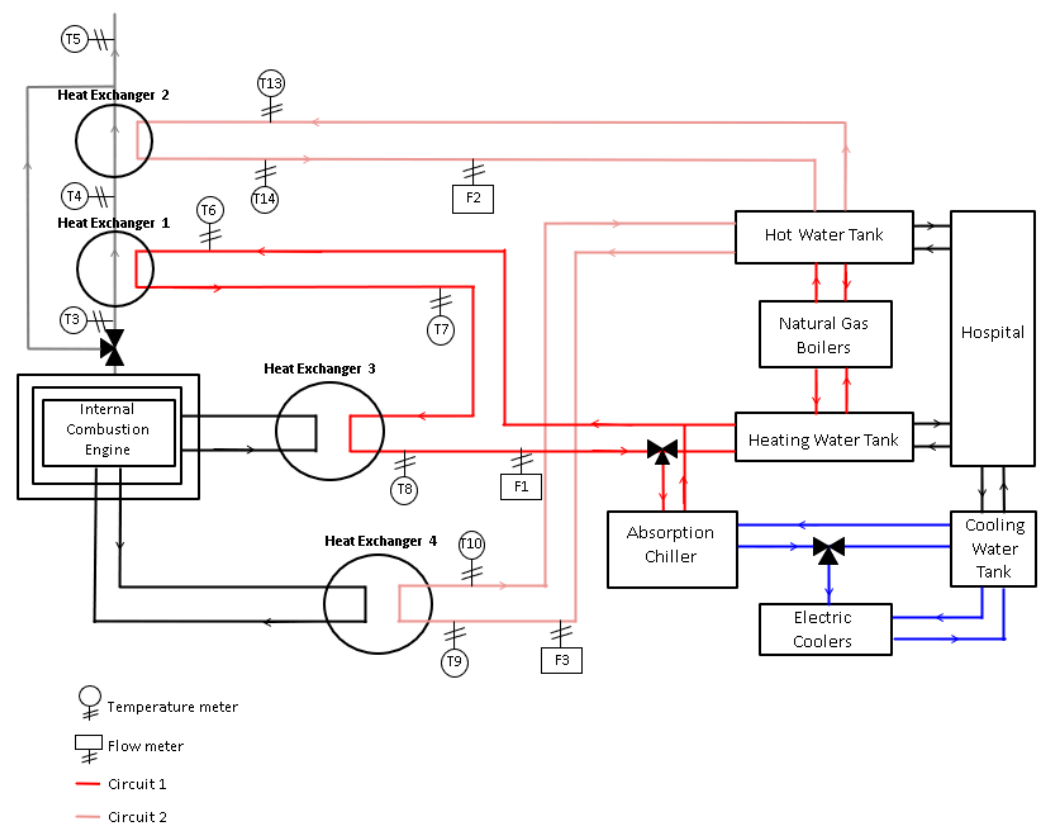 T5
T13
Heat Exchanger 2
T4
T14
F2
Heat Exchanger 1
T6
Hot Water Tank
T3
T7
Natural Gas
Boilers
Hospital
Heat Exchanger 3
Internal
Combustion
Engine
Heating Water Tank
T8
F1
Heat Exchanger 4
T10
Absorption
Chiller
Cooling
Water
Tank
Electric
Coolers
T9
F3
Temperature meter
Flow meter
Circuit 1
Circuit 2